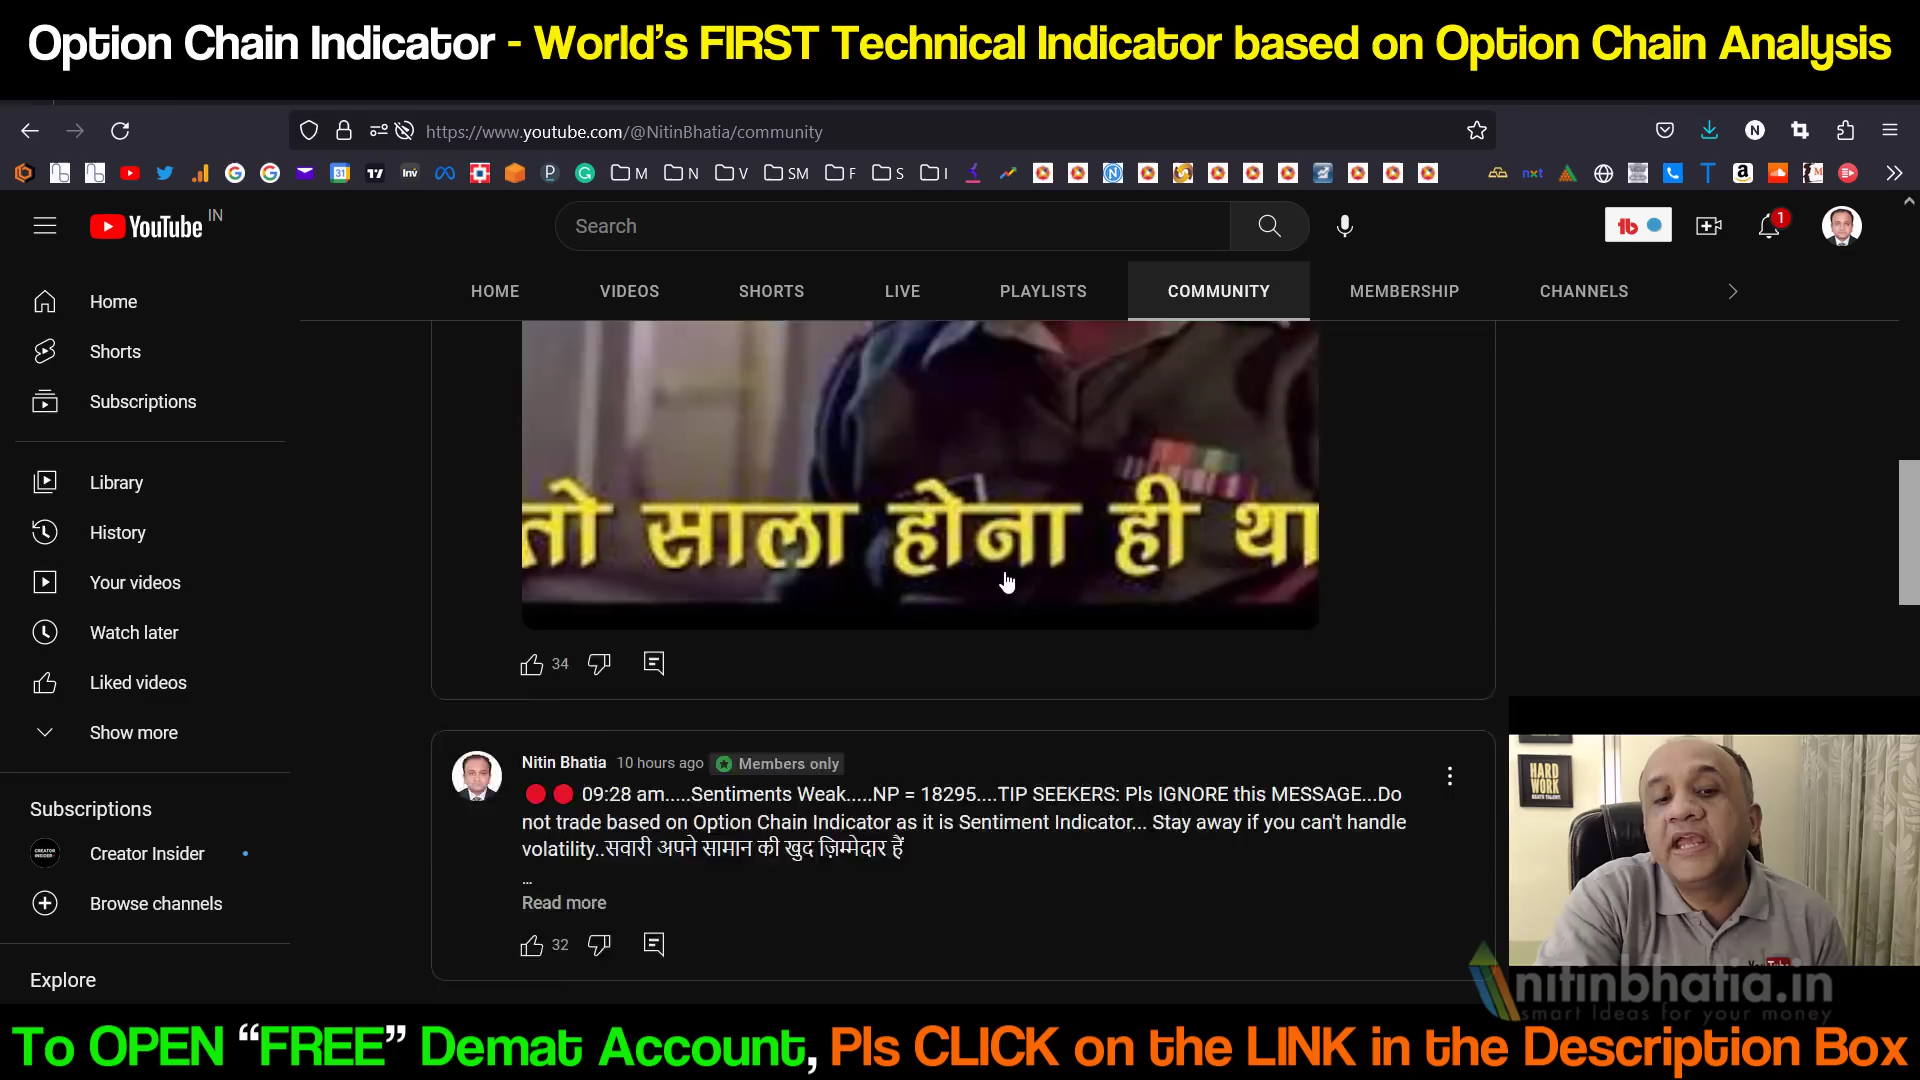 Option Chain Indicator - World's FIRST Technical Indicator based on Option Chain Analysis
https://www.youtube.com/@NitinBhatia/community
M N V SM F S I
YouTube IN
Search
1
HOME VIDEOS SHORTS LIVE PLAYLISTS COMMUNITY MEMBERSHIP CHANNELS
Home
Shorts
Subscriptions
Library
History
Your videos
Watch later
Liked videos
Show more
Subscriptions
Creator Insider
Browse channels
Explore
तो साला होना ही था
34
Nitin Bhatia 10 hours ago Members only
09:28 am.....Sentiments Weak.....NP = 18295....TIP SEEKERS: Pls IGNORE this MESSAGE...Do
not trade based on Option Chain Indicator as it is Sentiment Indicator... Stay away if you can't handle
volatility..सवारी अपने सामान की खुद ज़िम्मेदार हैं
...
Read more
32
HARD
WORK
nitinbhatia.in
smart Ideas for your money
To OPEN "FREE" Demat Account, Pls CLICK on the LINK in the Description Box